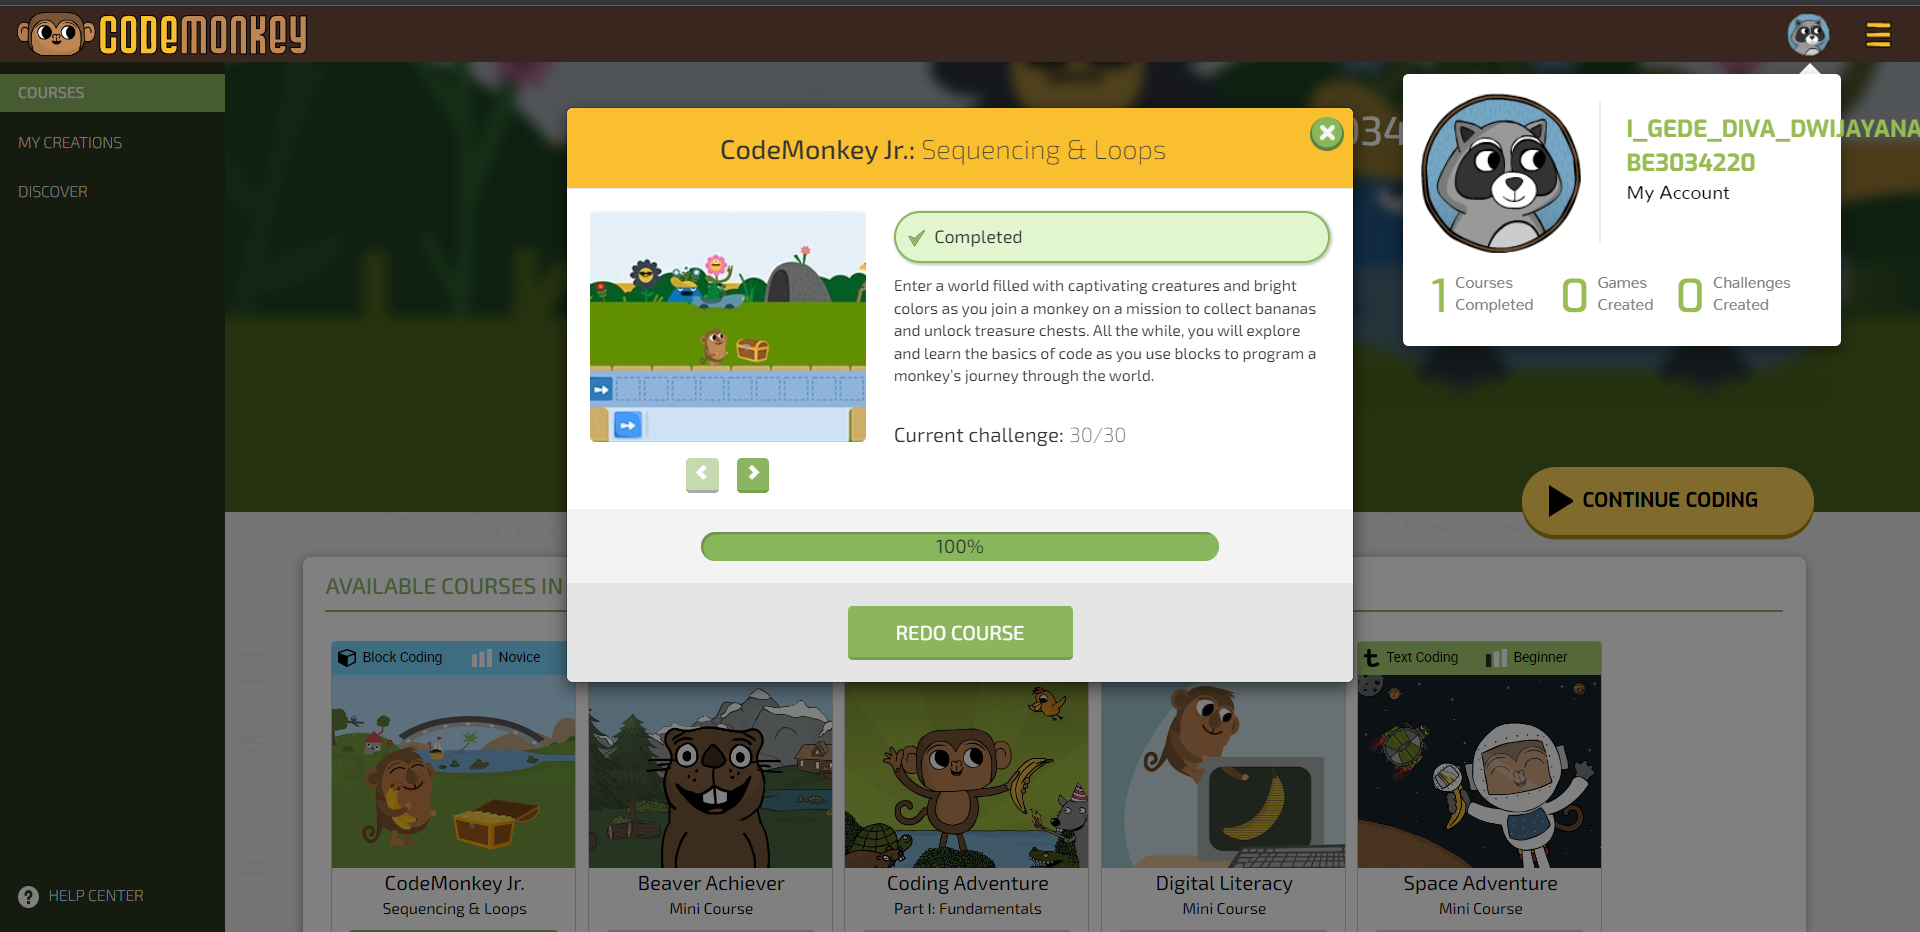 CODEMONKEY
COURSES
MY CREATIONS
DISCOVER
HELP CENTER
034
I_GEDE_DIVA_DWIJAYANA
BE3034220
My Account
1 Courses Completed
0 Games Created
0 Challenges Created
CodeMonkey Jr.: Sequencing & Loops
Completed
Enter a world filled with captivating creatures and bright
colors as you join a monkey on a mission to collect bananas
and unlock treasure chests. All the while, you will explore
and learn the basics of code as you use blocks to program a
monkey's journey through the world.
Current challenge: 30/30
100%
REDO COURSE
CONTINUE CODING
AVAILABLE COURSES IN
Block Coding Novice
Text Coding Beginner
CodeMonkey Jr.
Sequencing & Loops
Beaver Achiever
Mini Course
Coding Adventure
Part I: Fundamentals
Digital Literacy
Mini Course
Space Adventure
Mini Course